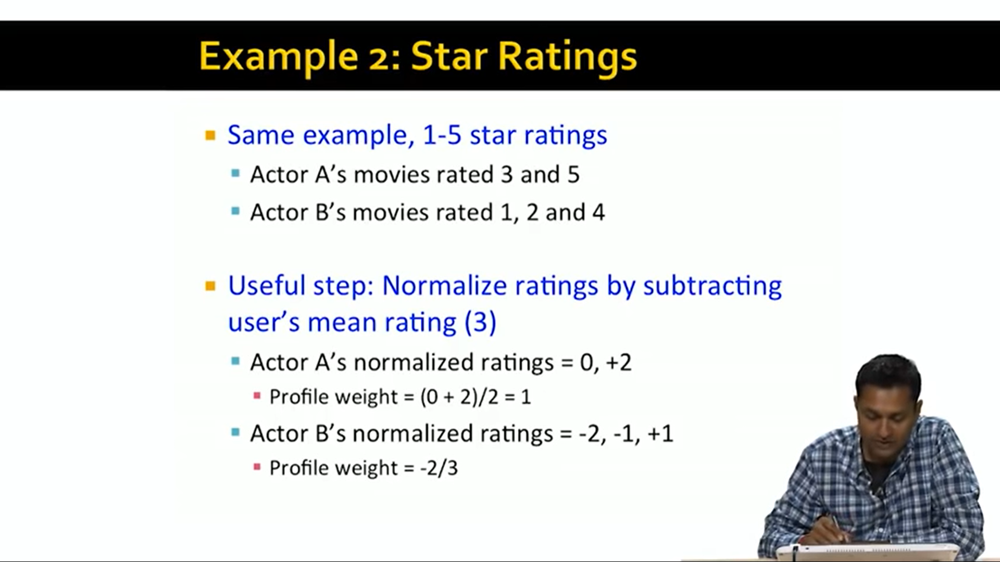 Example 2: Star Ratings
Same example, 1-5 star ratings
Actor A’s movies rated 3 and 5
Actor B’s movies rated 1, 2 and 4
Useful step: Normalize ratings by subtracting
user’s mean rating (3)
Actor A’s normalized ratings = 0, +2
Profile weight = (0 + 2)/2 = 1
Actor B’s normalized ratings = -2, -1, +1
Profile weight = -2/3